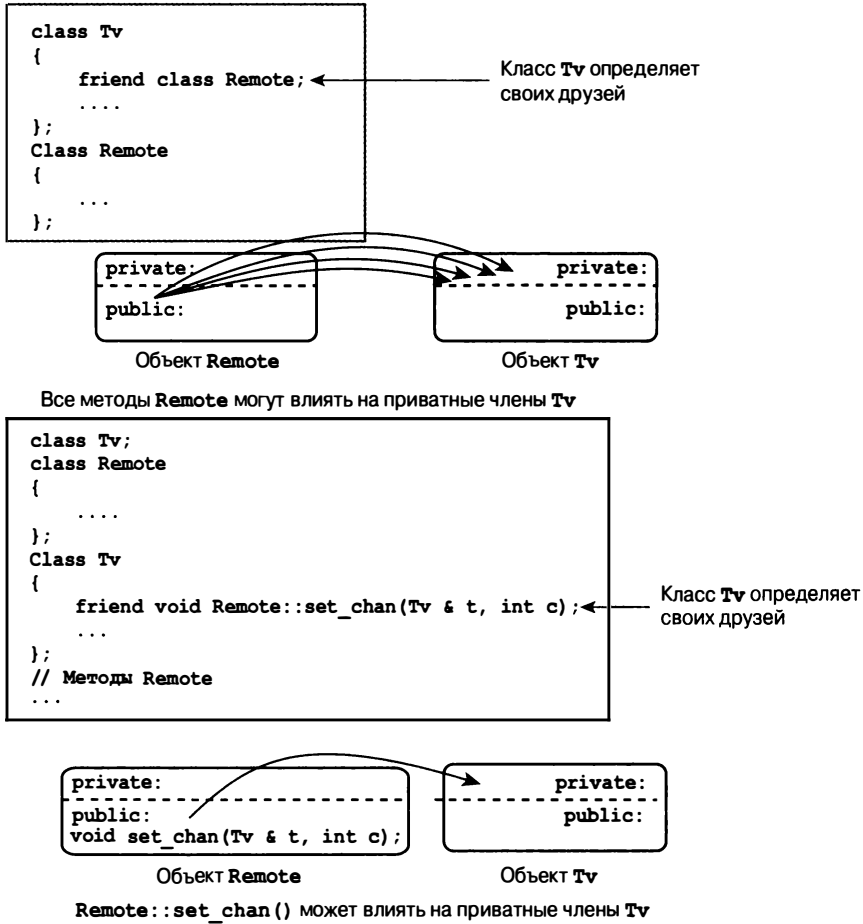 class Tv
{
friend class Remote;
....
};
Class Remote
{
...
};
Класс Tv определяет
своих друзей
private:
public:
private:
public:
Объект Remote
Объект Tv
Все методы Remote могут влиять на приватные члены Tv
class Tv;
class Remote
{
....
};
Class Tv
{
friend void Remote::set_chan(Tv & t, int c);
...
};
// Методы Remote
...
Класс Tv определяет
своих друзей
private:
public:
void set_chan(Tv & t, int c);
private:
public:
Объект Remote
Объект Tv
Remote::set_chan() может влиять на приватные члены Tv